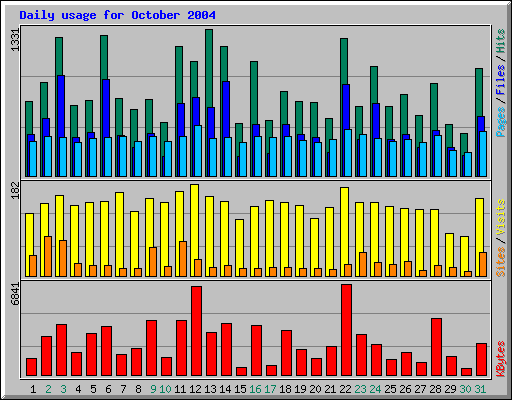 Daily usage for October 2004
1331
Pages / Files / Hits
182
Sites / Visits
6841
KBytes
1 2 3 4 5 6 7 8 9 10 11 12 13 14 15 16 17 18 19 20 21 22 23 24 25 26 27 28 29 30 31